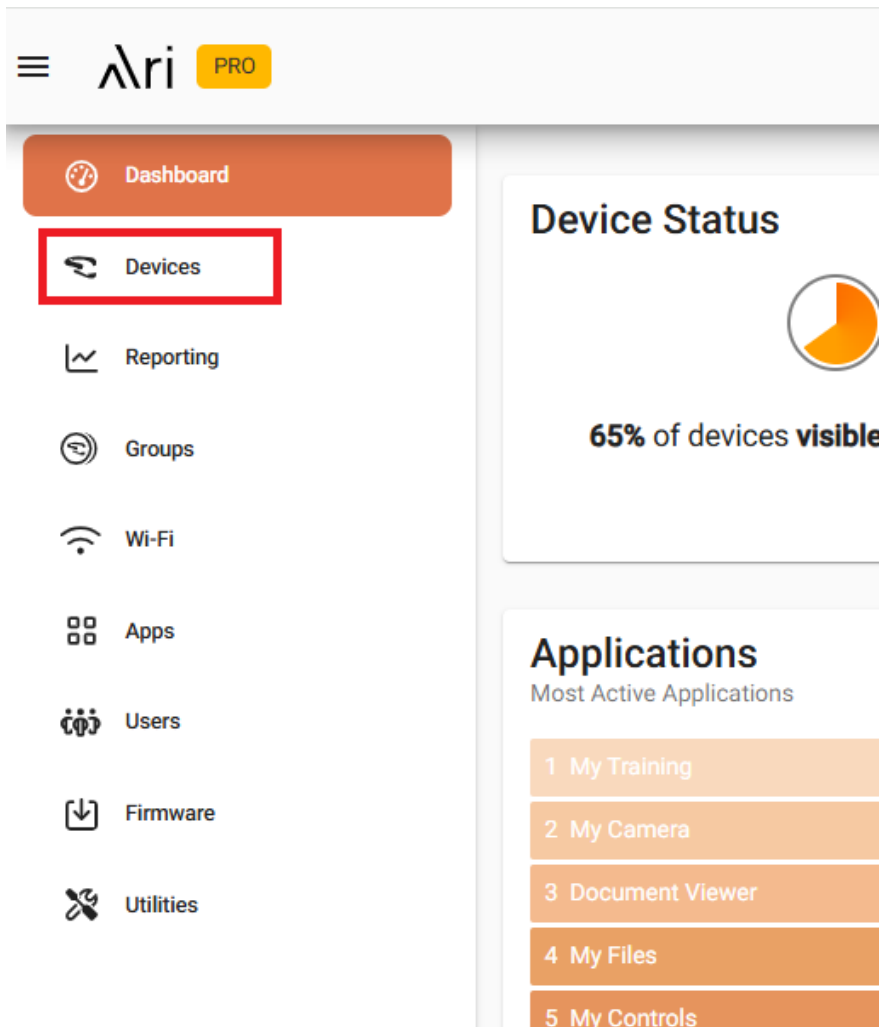 Ari PRO
Dashboard
Devices
Reporting
Groups
Wi-Fi
Apps
Users
Firmware
Utilities
Device Status
65% of devices visible
Applications
Most Active Applications
1 My Training
2 My Camera
3 Document Viewer
4 My Files
5 My Controls